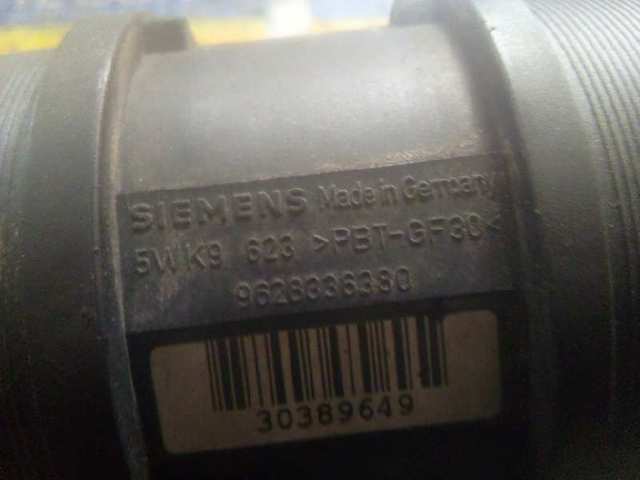 SIEMENS Made in Germany
5WK9 623 >PBT-GF30<
9628336380
30389649